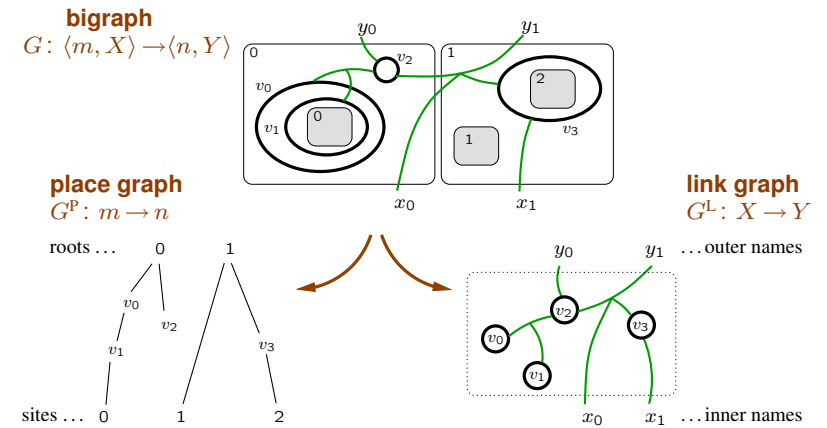 bigraph
G: ⟨m, X⟩→⟨n, Y⟩
y₀ y₁
0 v₂ 1
v₀ 0 2
v₁ v₃
1
x₀ x₁
place graph
Gᴾ: m → n
link graph
Gᴸ: X → Y
roots ... 0 1
v₀
v₂
v₁ v₃
sites ... 0 1 2
y₀ y₁ ... outer names
v₂
v₀ v₃
v₁
x₀ x₁ ... inner names